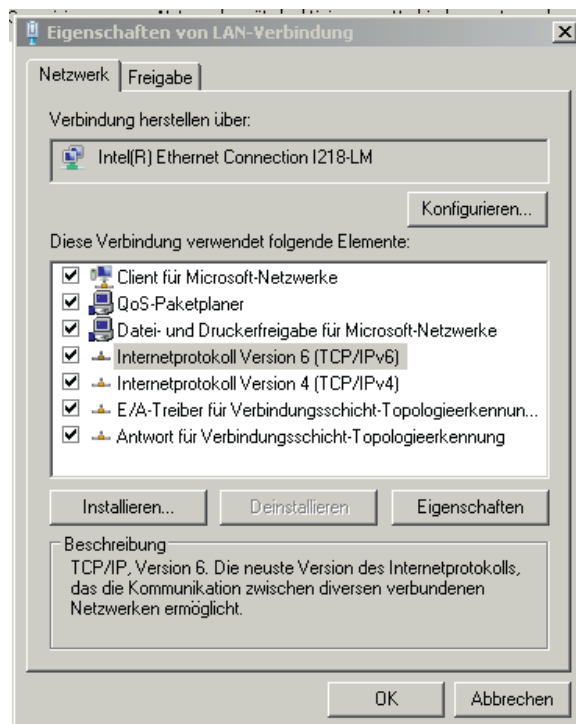 Eigenschaften von LAN-Verbindung
Netzwerk
Freigabe
Verbindung herstellen über:
Intel(R) Ethernet Connection I218-LM
Konfigurieren...
Diese Verbindung verwendet folgende Elemente:
Client für Microsoft-Netzwerke
QoS-Paketplaner
Datei- und Druckerfreigabe für Microsoft-Netzwerke
Internetprotokoll Version 6 (TCP/IPv6)
Internetprotokoll Version 4 (TCP/IPv4)
E/A-Treiber für Verbindungsschicht-Topologieerkennun...
Antwort für Verbindungsschicht-Topologieerkennung
Installieren...
Deinstallieren
Eigenschaften
Beschreibung
TCP/IP, Version 6. Die neuste Version des Internetprotokolls,
das die Kommunikation zwischen diversen verbundenen
Netzwerken ermöglicht.
OK
Abbrechen